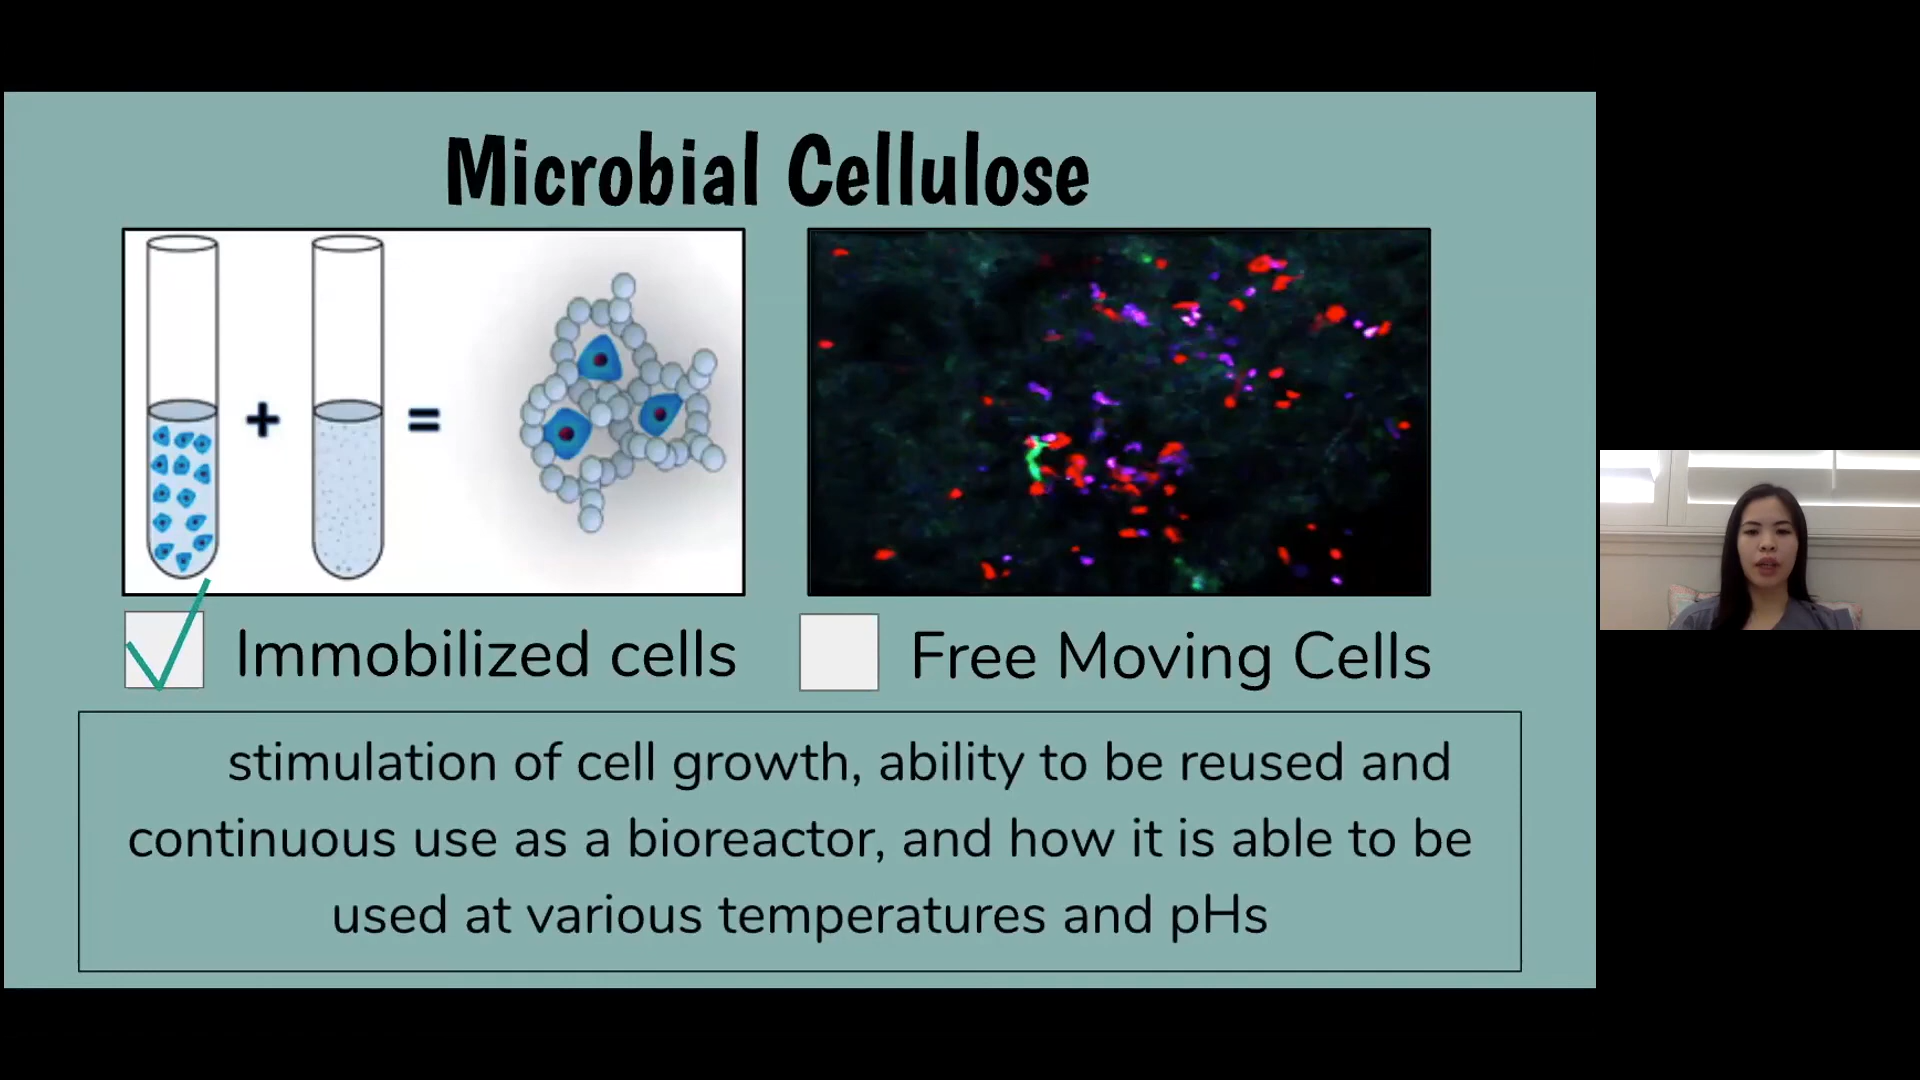 Microbial Cellulose
+ =
Immobilized cells
Free Moving Cells
stimulation of cell growth, ability to be reused and
continuous use as a bioreactor, and how it is able to be
used at various temperatures and pHs